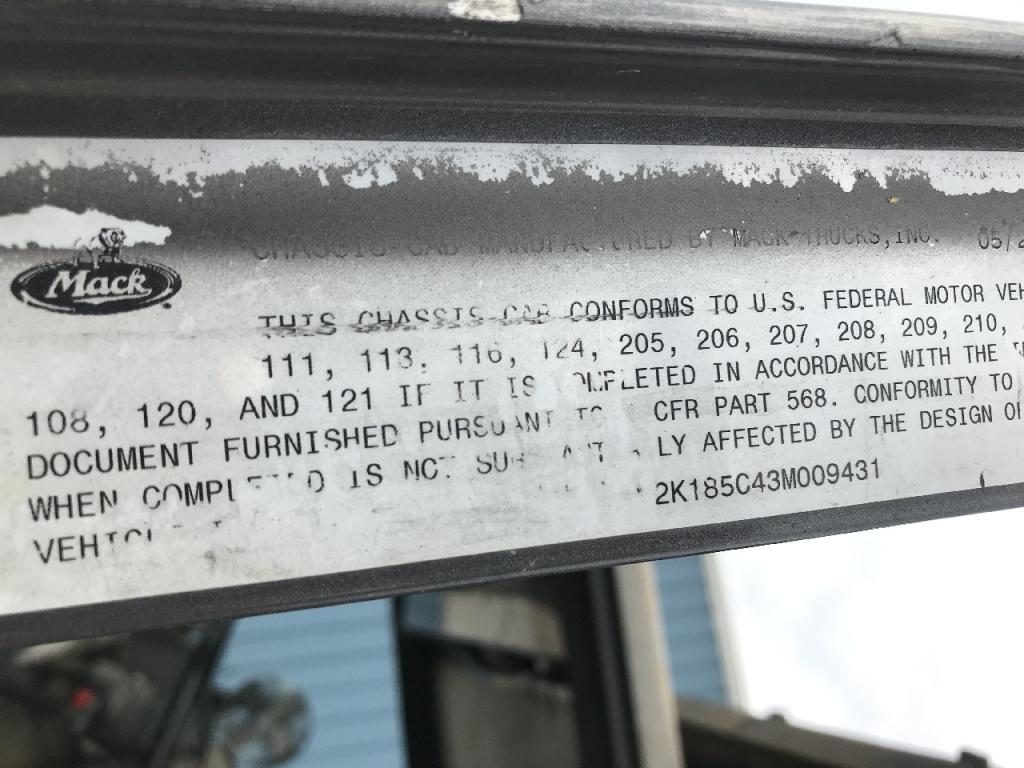 Mack
CHASSIS-CAB MANUFACTURED BY MACK TRUCKS, INC. 05/
THIS CHASSIS-CAB CONFORMS TO U.S. FEDERAL MOTOR VEH
111, 113, 116, 124, 205, 206, 207, 208, 209, 210,
108, 120, AND 121 IF IT IS COMPLETED IN ACCORDANCE WITH THE
DOCUMENT FURNISHED PURSUANT TO CFR PART 568. CONFORMITY TO
WHEN COMPLETED IS NOT LY AFFECTED BY THE DESIGN OF
VEHICLE 2K185C43M009431